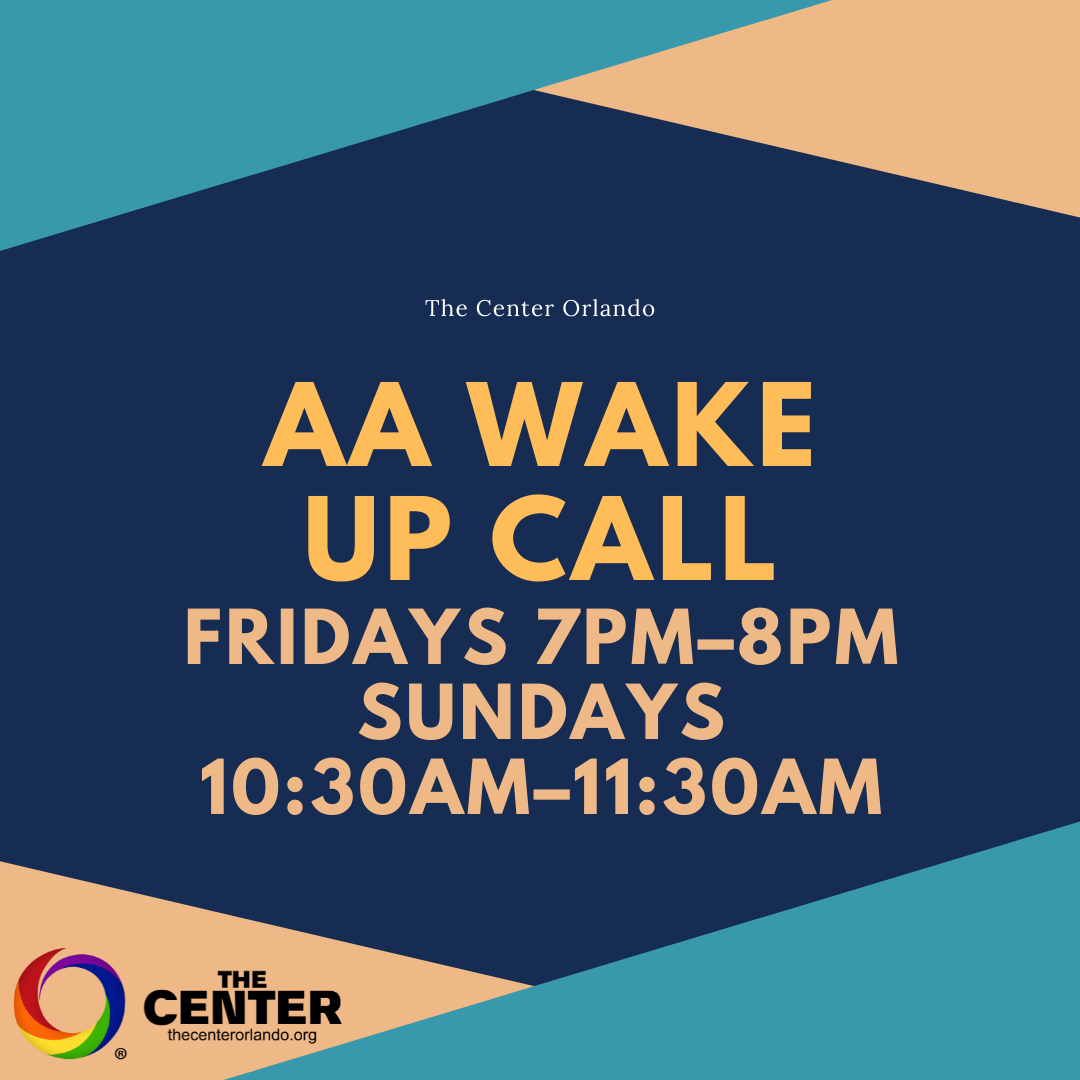 The Center Orlando
AA WAKE
UP CALL
FRIDAYS 7PM–8PM
SUNDAYS
10:30AM–11:30AM
THE
CENTER
thecenterorlando.org
®